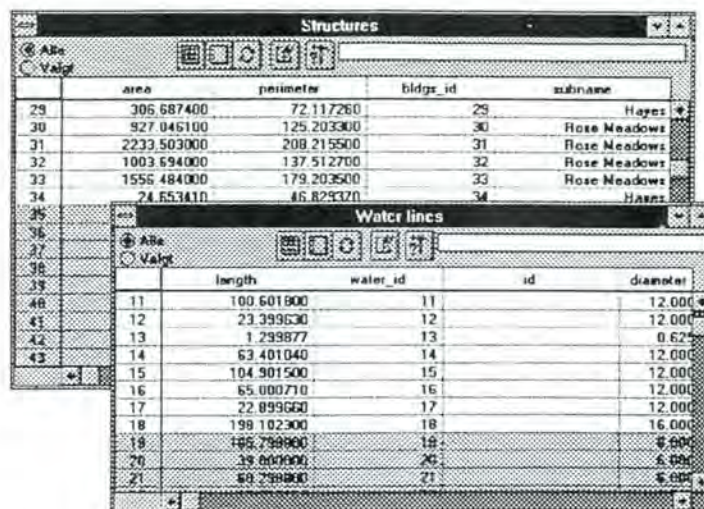 Structures
Alle
Valgt
area perimeter bldgs_id subname
29 306.687400 72.117260 29 Hayes
30 927.046100 125.203300 30 Rose Meadows
31 2233.503000 208.215500 31 Rose Meadows
32 1003.694000 137.512700 32 Rose Meadows
33 1556.484000 179.203500 33 Rose Meadows
34 24.653410 46.829370 34 Hayes
35
36
37
38
39
40
41
42
43
Water lines
Alle
Valgt
length water_id id diameter
11 100.601800 11 12.000
12 23.399630 12 12.000
13 1.299877 13 0.625
14 63.401040 14 12.000
15 104.901500 15 12.000
16 65.000710 16 12.000
17 22.899660 17 12.000
18 198.102300 18 16.000
19 19
20 20
21 21